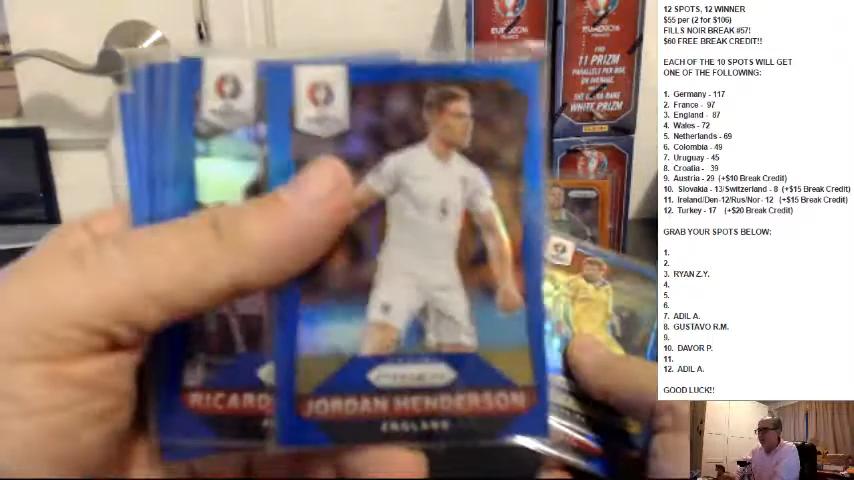 12 SPOTS, 12 WINNER
$55 per (2 for $106)
FILLS NOIR BREAK #57!
$60 FREE BREAK CREDIT!!
EACH OF THE 10 SPOTS WILL GET
ONE OF THE FOLLOWING:
1. Germany - 117
2. France - 97
3. England - 87
4. Wales - 72
5. Netherlands - 69
6. Colombia - 49
7. Uruguay - 45
8. Croatia - 39
9. Austria - 29 (+$10 Break Credit)
10. Slovakia - 13/Switzerland - 8 (+$15 Break Credit)
11. Ireland/Den-12/Rus/Nor- 12 (+$15 Break Credit)
12. Turkey - 17 (+$20 Break Credit)
GRAB YOUR SPOTS BELOW:
1.
2.
3. RYAN Z.Y.
4.
5.
6.
7. ADIL A.
8. GUSTAVO R.M.
9.
10. DAVOR P.
11.
12. ADIL A.
GOOD LUCK!!
11 PRIZM
PARALLELS PER BOX,
WHITE PRIZM
RICARD
PRIZM
JORDAN HENDERSON
ENGLAND